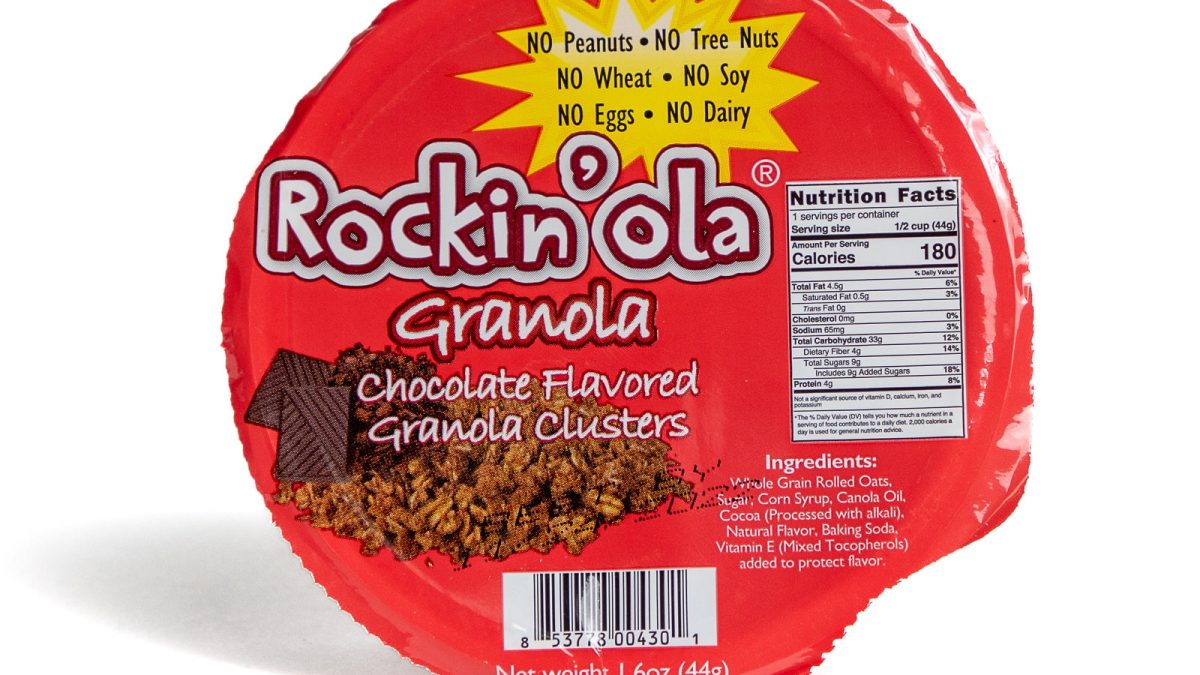 NO Peanuts • NO Tree Nuts
NO Wheat • NO Soy
NO Eggs • NO Dairy
Rockin'ola®
Granola
Chocolate Flavored
Granola Clusters
Nutrition Facts
1 servings per container
Serving size 1/2 cup (44g)
Amount Per Serving
Calories 180
% Daily Value*
Total Fat 4.5g 6%
Saturated Fat 0.5g 3%
Trans Fat 0g
Cholesterol 0mg 0%
Sodium 65mg 3%
Total Carbohydrate 33g 12%
Dietary Fiber 4g 14%
Total Sugars 9g
Includes 9g Added Sugars 18%
Protein 4g 8%
Not a significant source of vitamin D, calcium, iron, and
potassium
*The % Daily Value (DV) tells you how much a nutrient in a
serving of food contributes to a daily diet. 2,000 calories a
day is used for general nutrition advice.
Ingredients:
Whole Grain Rolled Oats,
Sugar, Corn Syrup, Canola Oil,
Cocoa (Processed with alkali),
Natural Flavor, Baking Soda,
Vitamin E (Mixed Tocopherols)
added to protect flavor.
8 53778 00430 1
Net weight 1.6oz (44g)